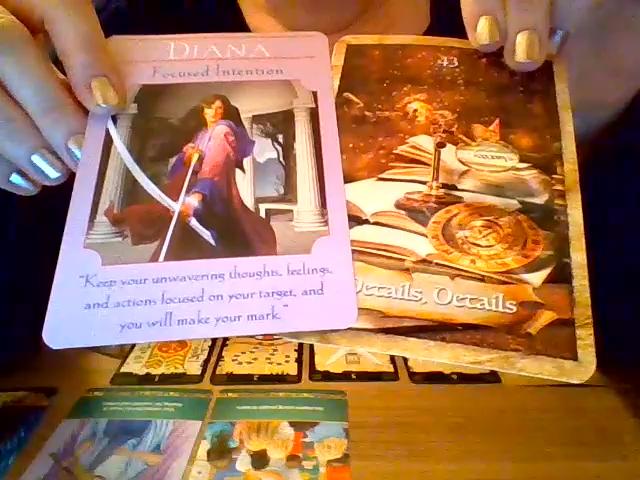 DIANA
Focused Intention
"Keep your unwavering thoughts, feelings,
and actions focused on your target, and
you will make your mark."
43
Details, Details